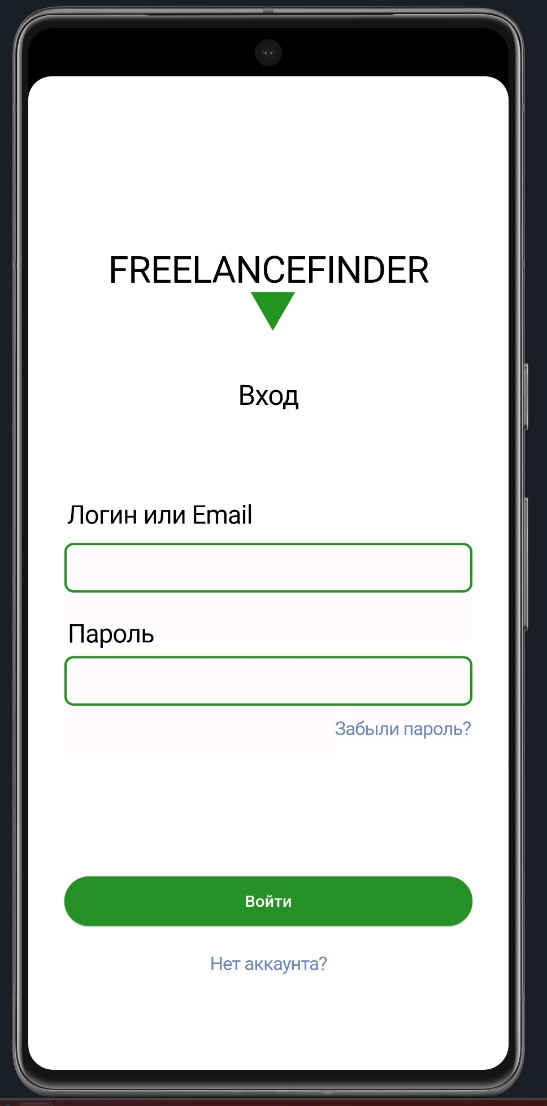 FREELANCEFINDER
Вход
Логин или Email
Пароль
Забыли пароль?
Войти
Нет аккаунта?